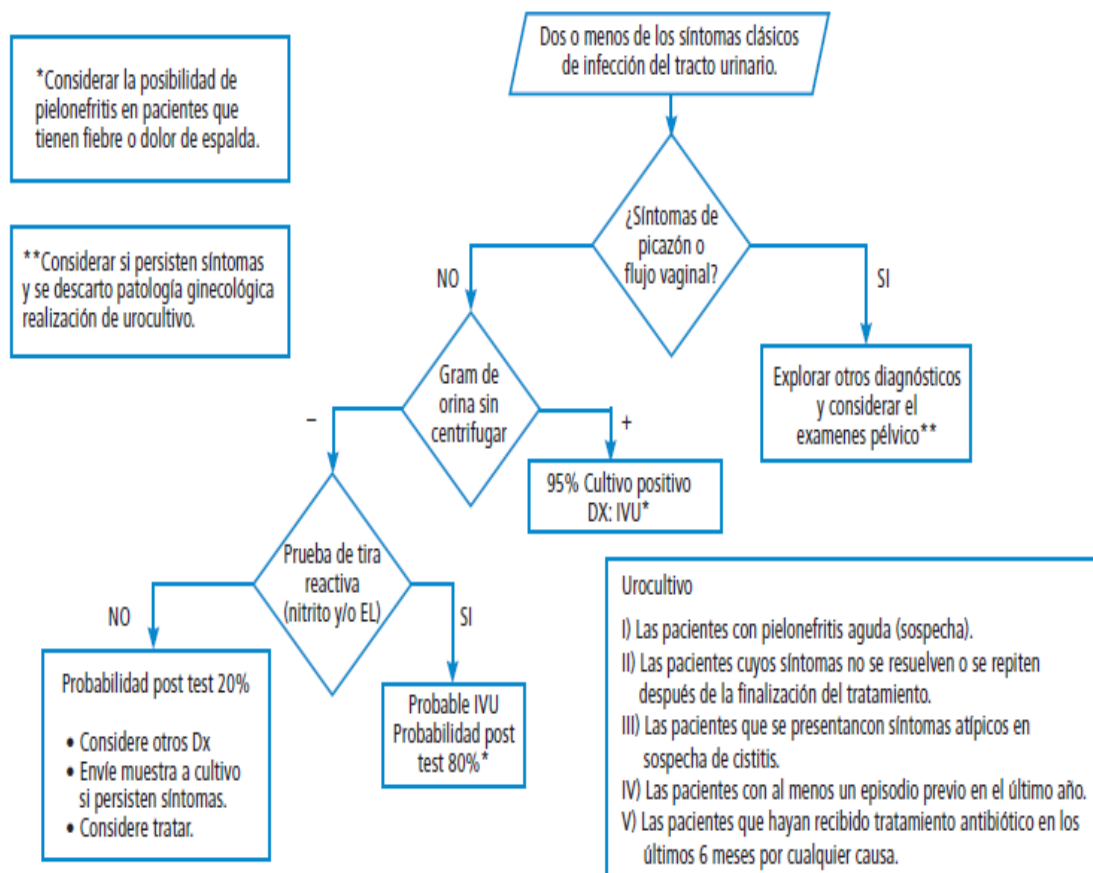 *Considerar la posibilidad de
pielonefritis en pacientes que
tienen fiebre o dolor de espalda.
**Considerar si persisten síntomas
y se descarto patología ginecológica
realización de urocultivo.
Dos o menos de los síntomas clásicos
de infección del tracto urinario.
¿Síntomas de
picazón o
flujo vaginal?
NO
SI
Gram de
orina sin
centrifugar
Explorar otros diagnósticos
y considerar el
examenes pélvico**
–
+
95% Cultivo positivo
DX: IVU*
Prueba de tira
reactiva
(nitrito y/o EL)
NO
SI
Probabilidad post test 20%
• Considere otros Dx
• Envíe muestra a cultivo
si persisten síntomas.
• Considere tratar.
Probable IVU
Probabilidad post
test 80%*
Urocultivo
I) Las pacientes con pielonefritis aguda (sospecha).
II) Las pacientes cuyos síntomas no se resuelven o se repiten
después de la finalización del tratamiento.
III) Las pacientes que se presentancon síntomas atípicos en
sospecha de cistitis.
IV) Las pacientes con al menos un episodio previo en el último año.
V) Las pacientes que hayan recibido tratamiento antibiótico en los
últimos 6 meses por cualquier causa.